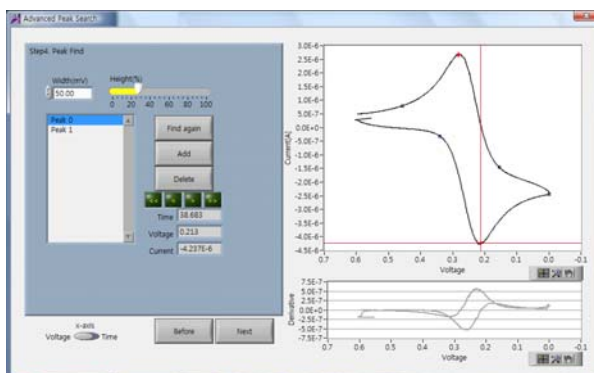 Advanced Peak Search
Step4. Peak Find
Width(mV)
50.00
Height(%)
0 20 40 60 80 100
Peak 0
Peak 1
Find again
Add
Delete
Time 38.683
Voltage 0.213
Current -4.237E-6
x-axis
Voltage Time
Before
Next
Current[A]
3.0E-6
2.5E-6
2.0E-6
1.5E-6
1.0E-6
5.0E-7
0.0E+0
-5.0E-7
-1.0E-6
-1.5E-6
-2.0E-6
-2.5E-6
-3.0E-6
-3.5E-6
-4.0E-6
-4.5E-6
0.7 0.6 0.5 0.4 0.3 0.2 0.1 0.0 -0.1
Voltage
Derivative
7.5E-7
5.0E-7
2.5E-7
0.0E+0
-2.5E-7
-5.0E-7
-7.5E-7
0.7 0.6 0.5 0.4 0.3 0.2 0.1 0.0 -0.1
Voltage